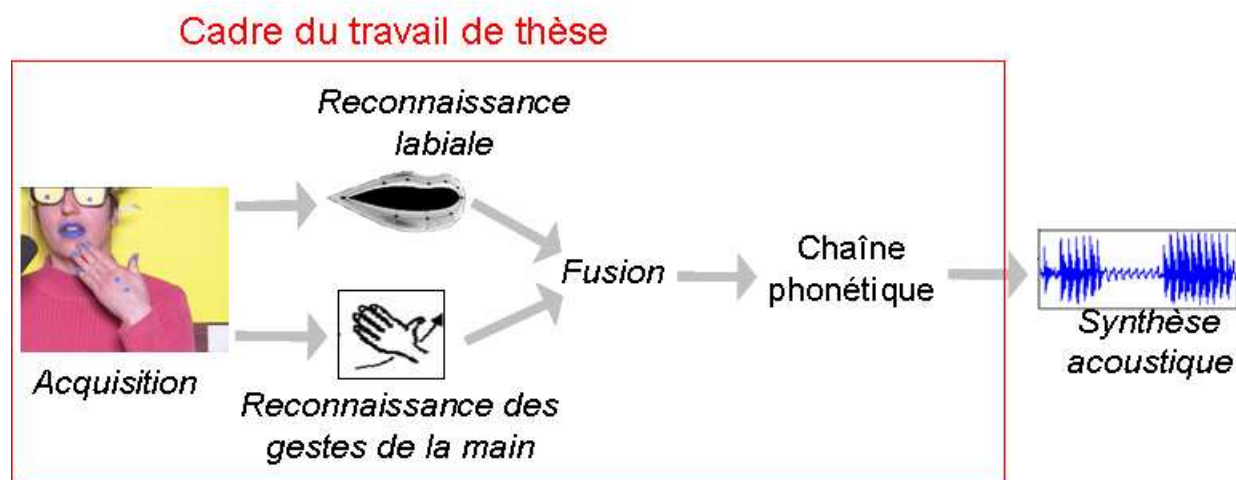 Cadre du travail de thèse
Reconnaissance
labiale
Acquisition
Reconnaissance des
gestes de la main
Fusion
Chaîne
phonétique
Synthèse
acoustique